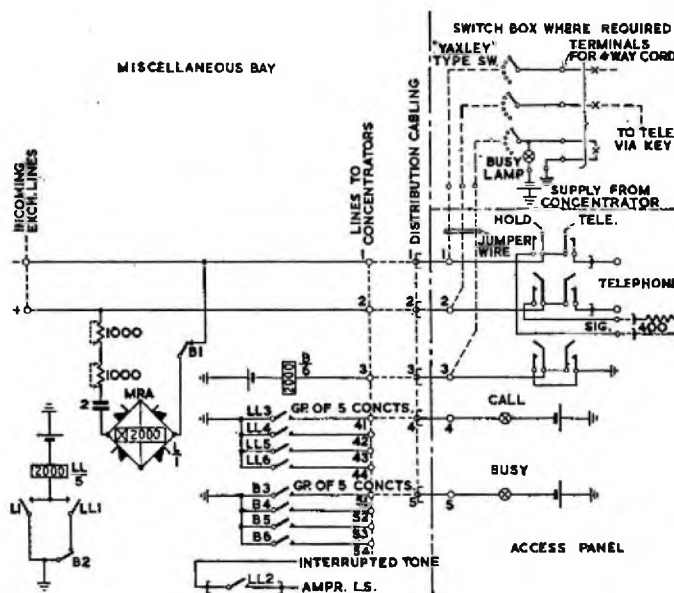 SWITCH BOX WHERE REQUIRED
"YAXLEY"
TYPE SW.
TERMINALS
FOR 4 WAY CORD
MISCELLANEOUS BAY
TO TELE.
VIA KEY
BUSY
LAMP
SUPPLY FROM
CONCENTRATOR
INCOMING
EXCH. LINES
LINES TO
CONCENTRATORS
DISTRIBUTION CABLING
HOLD
TELE.
JUMPER
WIRE
- 1 1 1
TELEPHONE
+ 2 2 2
SIG.
400
1000
1000
B1
2
MRA
2000
L/1
2000
B/6
3 3 3
LL3
GR. OF 5 CONCTS.
41
4 4
CALL
LL4
42
LL5
43
LL6
44
B3
GR. OF 5 CONCTS.
51
5 5
BUSY
B4
52
B5
53
B6
54
2000
LL/5
L1
LL1
B2
INTERRUPTED TONE
LL2
AMPR. L.S.
ACCESS PANEL